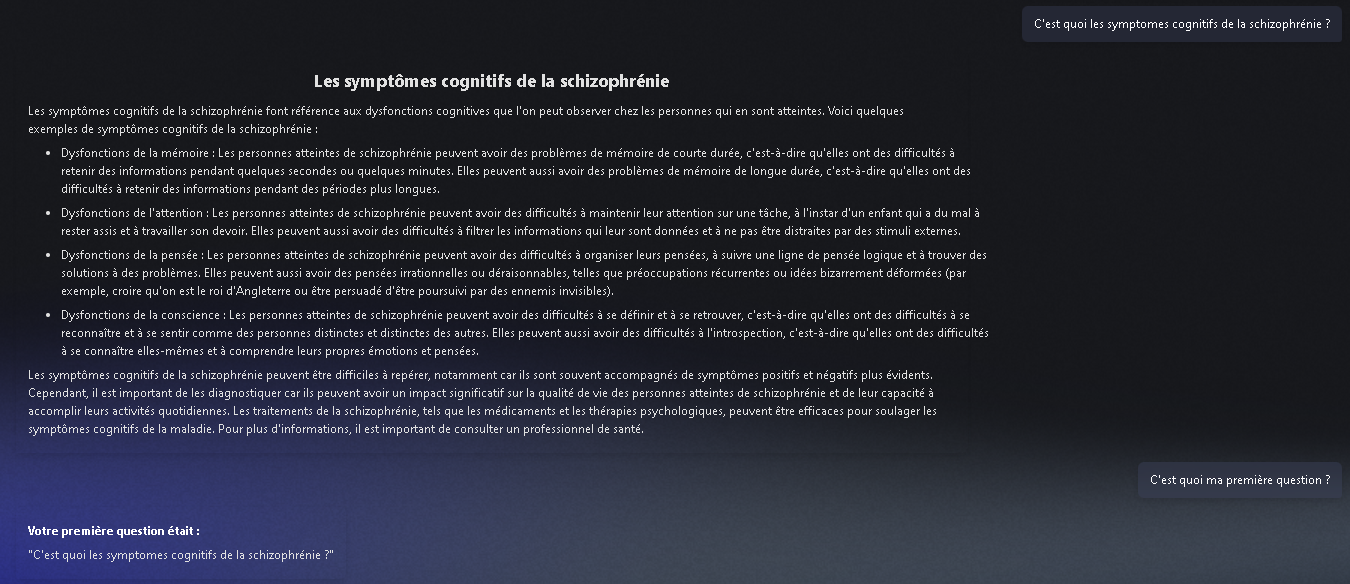 C'est quoi les symptomes cognitifs de la schizophrénie ?
Les symptômes cognitifs de la schizophrénie
Les symptômes cognitifs de la schizophrénie font référence aux dysfonctions cognitives que l'on peut observer chez les personnes qui en sont atteintes. Voici quelques
exemples de symptômes cognitifs de la schizophrénie :
• Dysfonctions de la mémoire : Les personnes atteintes de schizophrénie peuvent avoir des problèmes de mémoire de courte durée, c'est-à-dire qu'elles ont des difficultés à
retenir des informations pendant quelques secondes ou quelques minutes. Elles peuvent aussi avoir des problèmes de mémoire de longue durée, c'est-à-dire qu'elles ont des
difficultés à retenir des informations pendant des périodes plus longues.
• Dysfonctions de l'attention : Les personnes atteintes de schizophrénie peuvent avoir des difficultés à maintenir leur attention sur une tâche, à l'instar d'un enfant qui a du mal à
rester assis et à travailler son devoir. Elles peuvent aussi avoir des difficultés à filtrer les informations qui leur sont données et à ne pas être distraites par des stimuli externes.
• Dysfonctions de la pensée : Les personnes atteintes de schizophrénie peuvent avoir des difficultés à organiser leurs pensées, à suivre une ligne de pensée logique et à trouver des
solutions à des problèmes. Elles peuvent aussi avoir des pensées irrationnelles ou déraisonnables, telles que préoccupations récurrentes ou idées bizarrement déformées (par
exemple, croire qu'on est le roi d'Angleterre ou être persuadé d'être poursuivi par des ennemis invisibles).
• Dysfonctions de la conscience : Les personnes atteintes de schizophrénie peuvent avoir des difficultés à se définir et à se retrouver, c'est-à-dire qu'elles ont des difficultés à se
reconnaître et à se sentir comme des personnes distinctes et distinctes des autres. Elles peuvent aussi avoir des difficultés à l'introspection, c'est-à-dire qu'elles ont des difficultés
à se connaître elles-mêmes et à comprendre leurs propres émotions et pensées.
Les symptômes cognitifs de la schizophrénie peuvent être difficiles à repérer, notamment car ils sont souvent accompagnés de symptômes positifs et négatifs plus évidents.
Cependant, il est important de les diagnostiquer car ils peuvent avoir un impact significatif sur la qualité de vie des personnes atteintes de schizophrénie et de leur capacité à
accomplir leurs activités quotidiennes. Les traitements de la schizophrénie, tels que les médicaments et les thérapies psychologiques, peuvent être efficaces pour soulager les
symptômes cognitifs de la maladie. Pour plus d'informations, il est important de consulter un professionnel de santé.
C'est quoi ma première question ?
Votre première question était :
"C'est quoi les symptomes cognitifs de la schizophrénie ?"